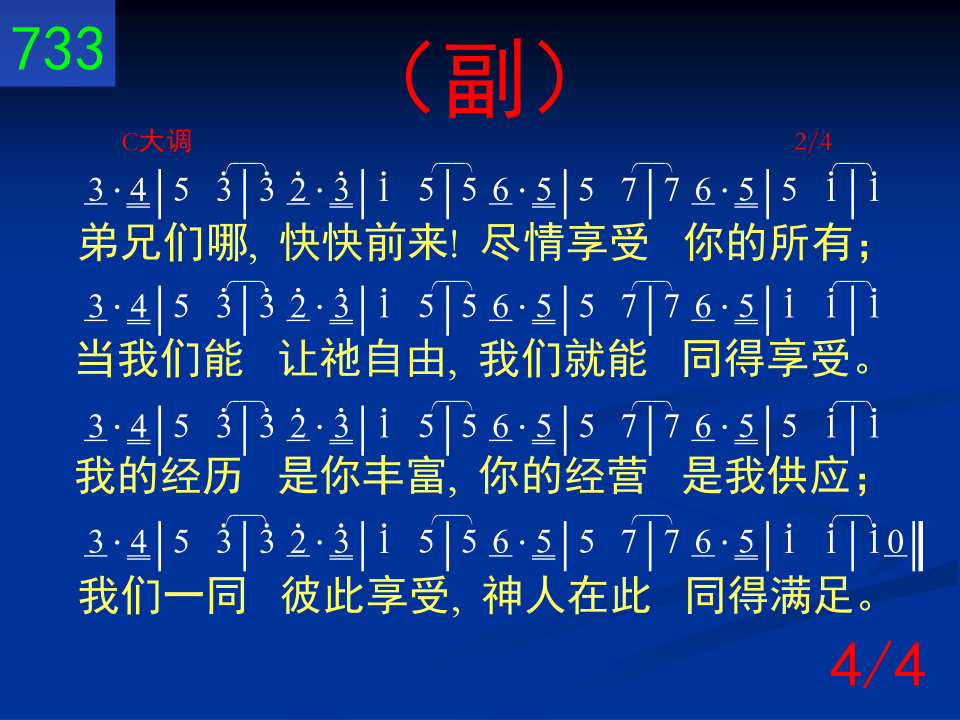 733
（副）
C大调 2/4
3 · 4 | 5 3̇ | 3̇ 2̇ · 3̇ | 1̇ 5 | 5 6 · 5 | 5 7 | 7 6 · 5 | 5 1̇ | 1̇
弟兄们哪, 快快前来! 尽情享受 你的所有；
3 · 4 | 5 3̇ | 3̇ 2̇ · 3̇ | 1̇ 5 | 5 6 · 5 | 5 7 | 7 6 · 5 | 1̇ 1̇ | 1̇
当我们能 让祂自由, 我们就能 同得享受。
3 · 4 | 5 3̇ | 3̇ 2̇ · 3̇ | 1̇ 5 | 5 6 · 5 | 5 7 | 7 6 · 5 | 5 1̇ | 1̇
我的经历 是你丰富, 你的经营 是我供应；
3 · 4 | 5 3̇ | 3̇ 2̇ · 3̇ | 1̇ 5 | 5 6 · 5 | 5 7 | 7 6 · 5 | 1̇ 1̇ | 1̇ 0 ‖
我们一同 彼此享受, 神人在此 同得满足。
4/4